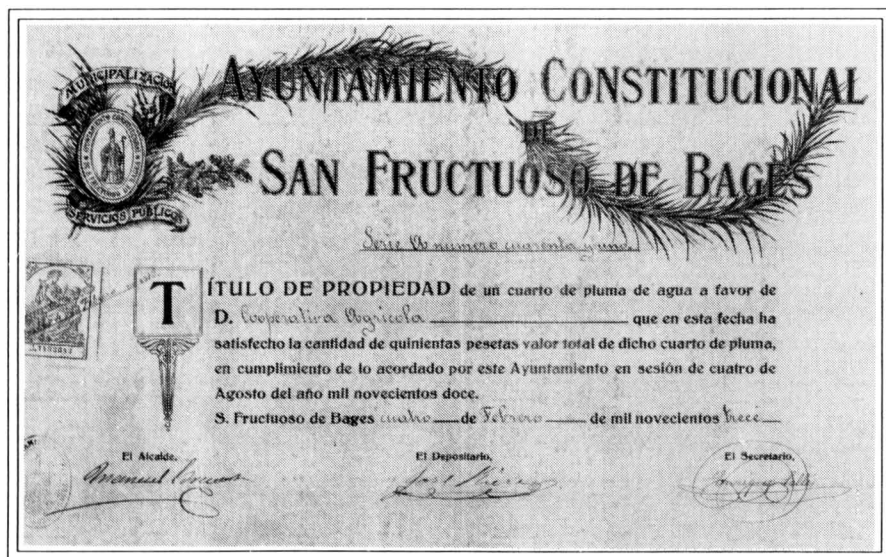 MUNICIPALIZACIÓN
SERVICIOS PÚBLICOS
AYUNTAMIENTO CONSTITUCIONAL
DE
SAN FRUCTUOSO DE BAGES
Serie A número cuarenta y uno.
TÍTULO DE PROPIEDAD de un cuarto de pluma de agua a favor de
D. Cooperativa Agrícola que en esta fecha ha
satisfecho la cantidad de quinientas pesetas valor total de dicho cuarto de pluma,
en cumplimiento de lo acordado por este Ayuntamiento en sesión de cuatro de
Agosto del año mil novecientos doce.
S. Fructuoso de Bages cuatro de Febrero de mil novecientos trece
El Alcalde, El Depositario, El Secretario,
Manuel José